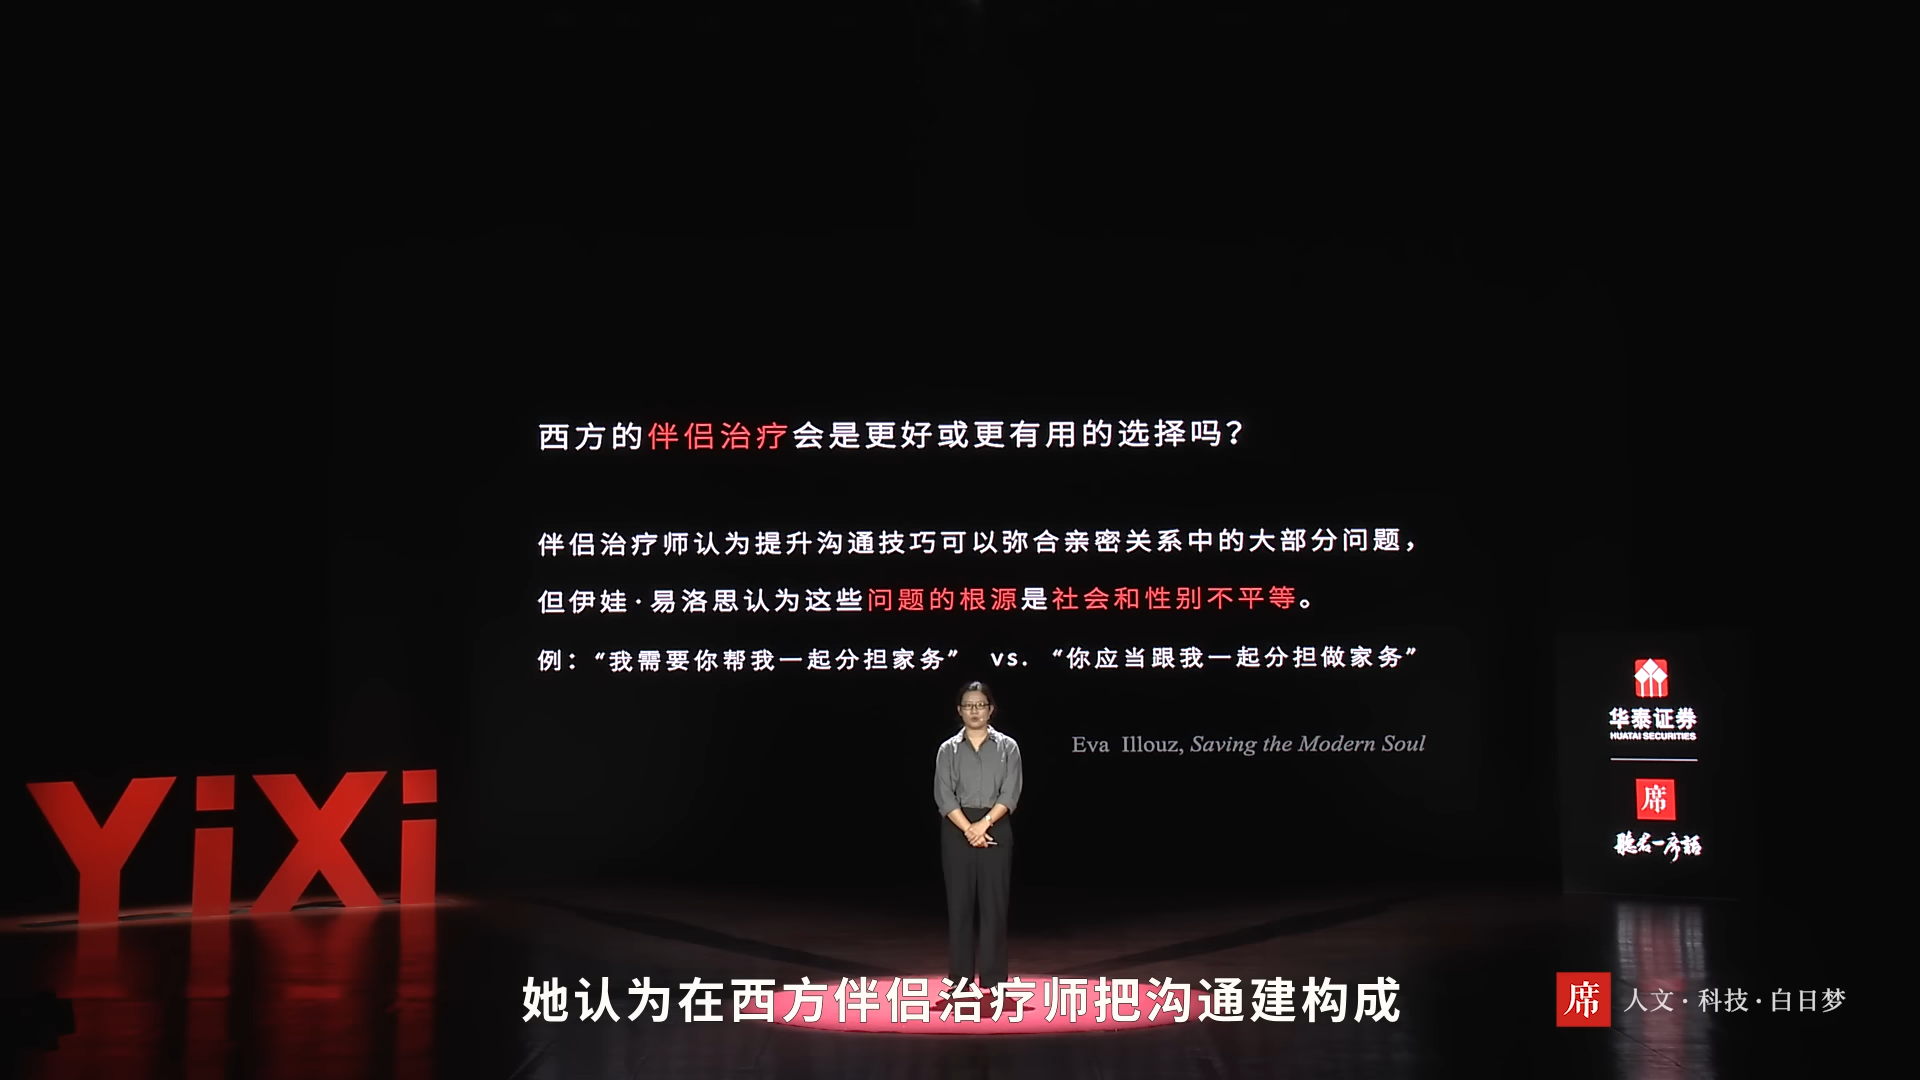 西方的伴侣治疗会是更好或更有用的选择吗？
伴侣治疗师认为提升沟通技巧可以弥合亲密关系中的大部分问题，
但伊娃·易洛思认为这些问题的根源是社会和性别不平等。
例：“我需要你帮我一起分担家务” vs. “你应当跟我一起分担做家务”
Eva Illouz, Saving the Modern Soul
YiXi
华泰证券
HUATAI SECURITIES
席
聽君一席話
她认为在西方伴侣治疗师把沟通建构成
席 人文·科技·白日梦